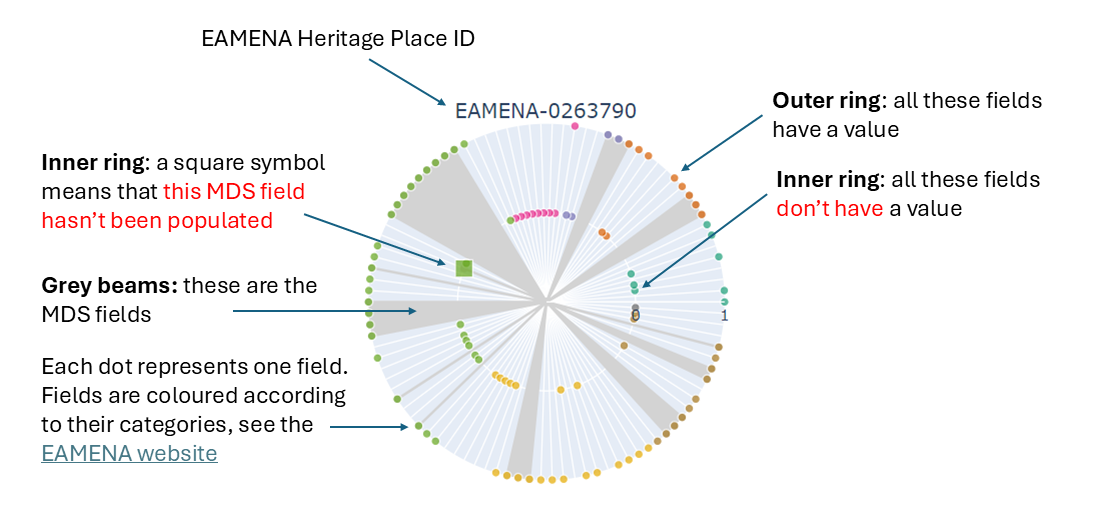 EAMENA Heritage Place ID
EAMENA-0263790
Outer ring: all these fields
have a value
Inner ring: all these fields
don’t have a value
Inner ring: a square symbol
means that this MDS field
hasn’t been populated
Grey beams: these are the
MDS fields
0
1
Each dot represents one field.
Fields are coloured according
to their categories, see the
EAMENA website